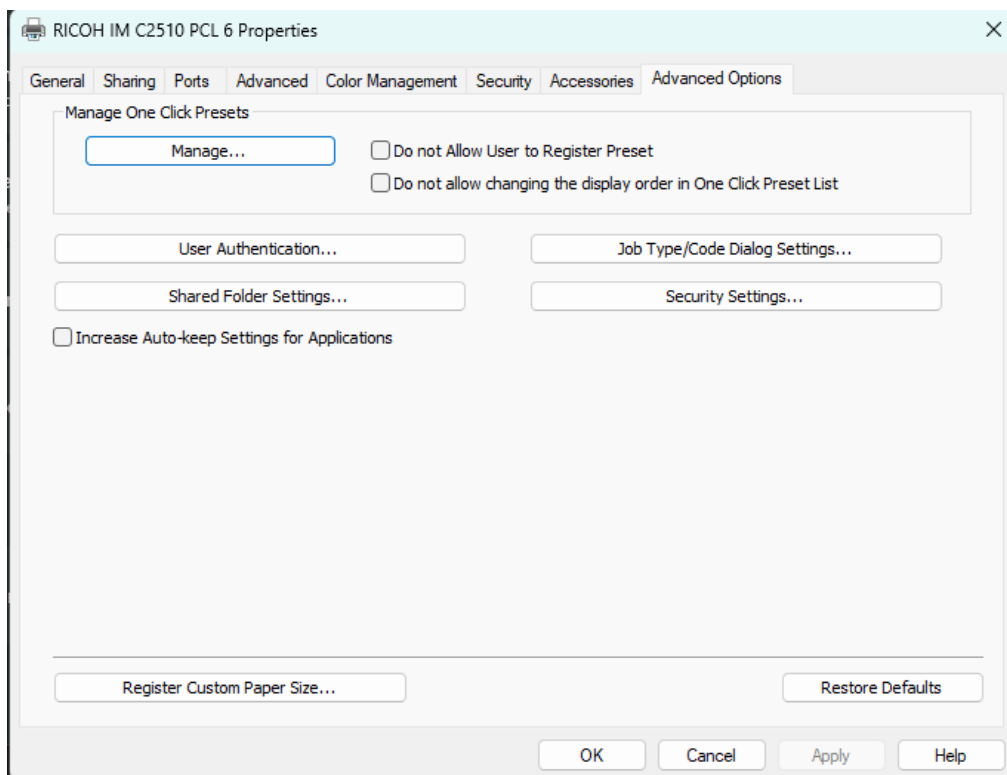 RICOH IM C2510 PCL 6 Properties
General Sharing Ports Advanced Color Management Security Accessories Advanced Options
Manage One Click Presets
Manage... Do not Allow User to Register Preset
Do not allow changing the display order in One Click Preset List
User Authentication... Job Type/Code Dialog Settings...
Shared Folder Settings... Security Settings...
Increase Auto-keep Settings for Applications
Register Custom Paper Size... Restore Defaults
OK Cancel Apply Help